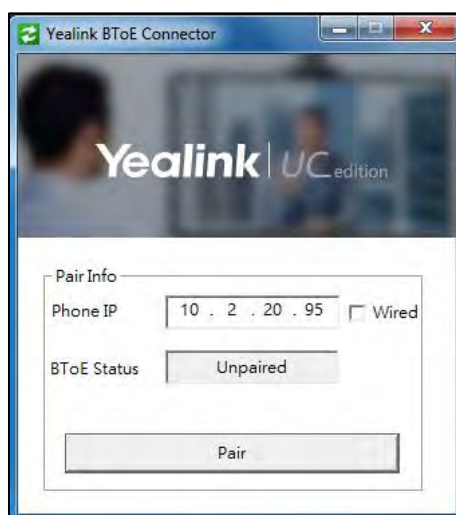 Yealink BToE Connector
Yealink | UC edition
Pair Info
Phone IP 10 . 2 . 20 . 95 Wired
BToE Status Unpaired
Pair